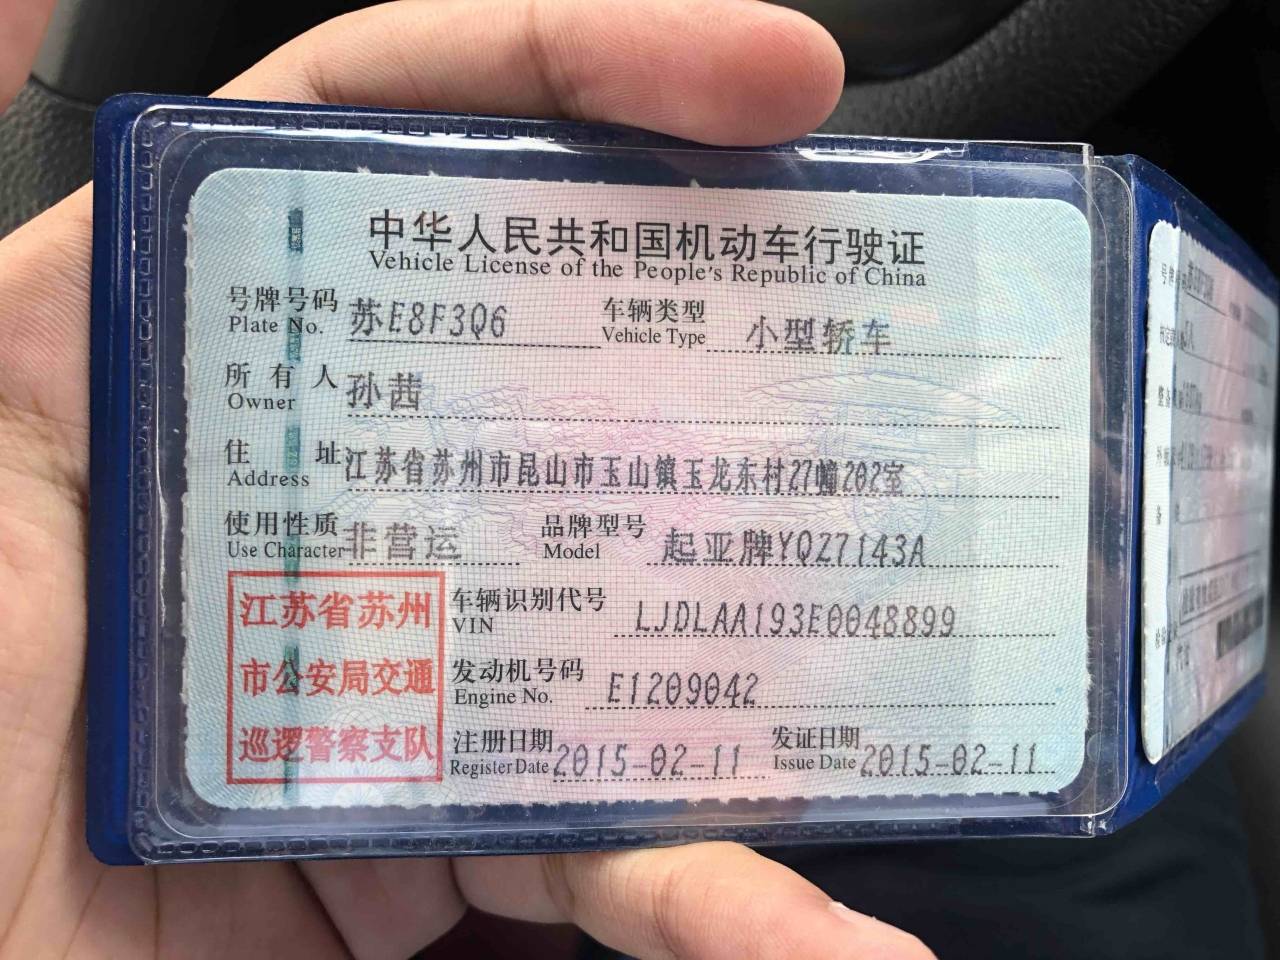 中华人民共和国机动车行驶证
Vehicle License of the People's Republic of China
号牌号码 苏E8F3Q6 车辆类型 小型轿车
Plate No. Vehicle Type
所有人 孙茜
Owner
住址 江苏省苏州市昆山市玉山镇玉龙东村27幢202室
Address
使用性质 非营运 品牌型号 起亚牌YQZ7143A
Use Character Model
江苏省苏州
市公安局交通
巡逻警察支队
车辆识别代号 LJDLAA193E0048899
VIN
发动机号码 E1209042
Engine No.
注册日期 2015-02-11 发证日期 2015-02-11
Register Date Issue Date